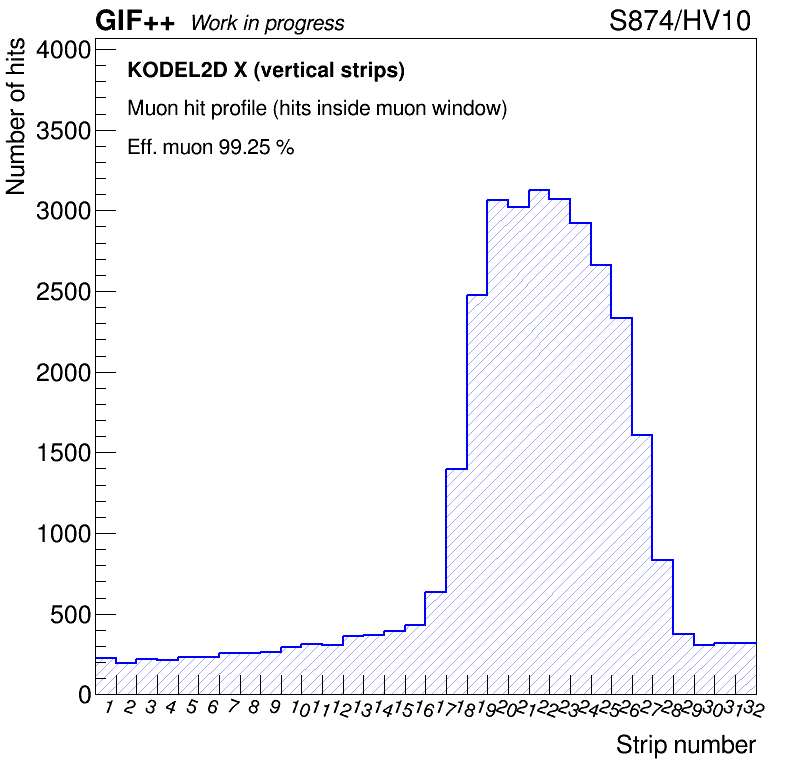 GIF++ Work in progress S874/HV10
Number of hits
KODEL2D X (vertical strips)
Muon hit profile (hits inside muon window)
Eff. muon 99.25 %
4000
3500
3000
2500
2000
1500
1000
500
0
1 2 3 4 5 6 7 8 9 10 11 12 13 14 15 16 17 18 19 20 21 22 23 24 25 26 27 28 29 30 31 32
Strip number